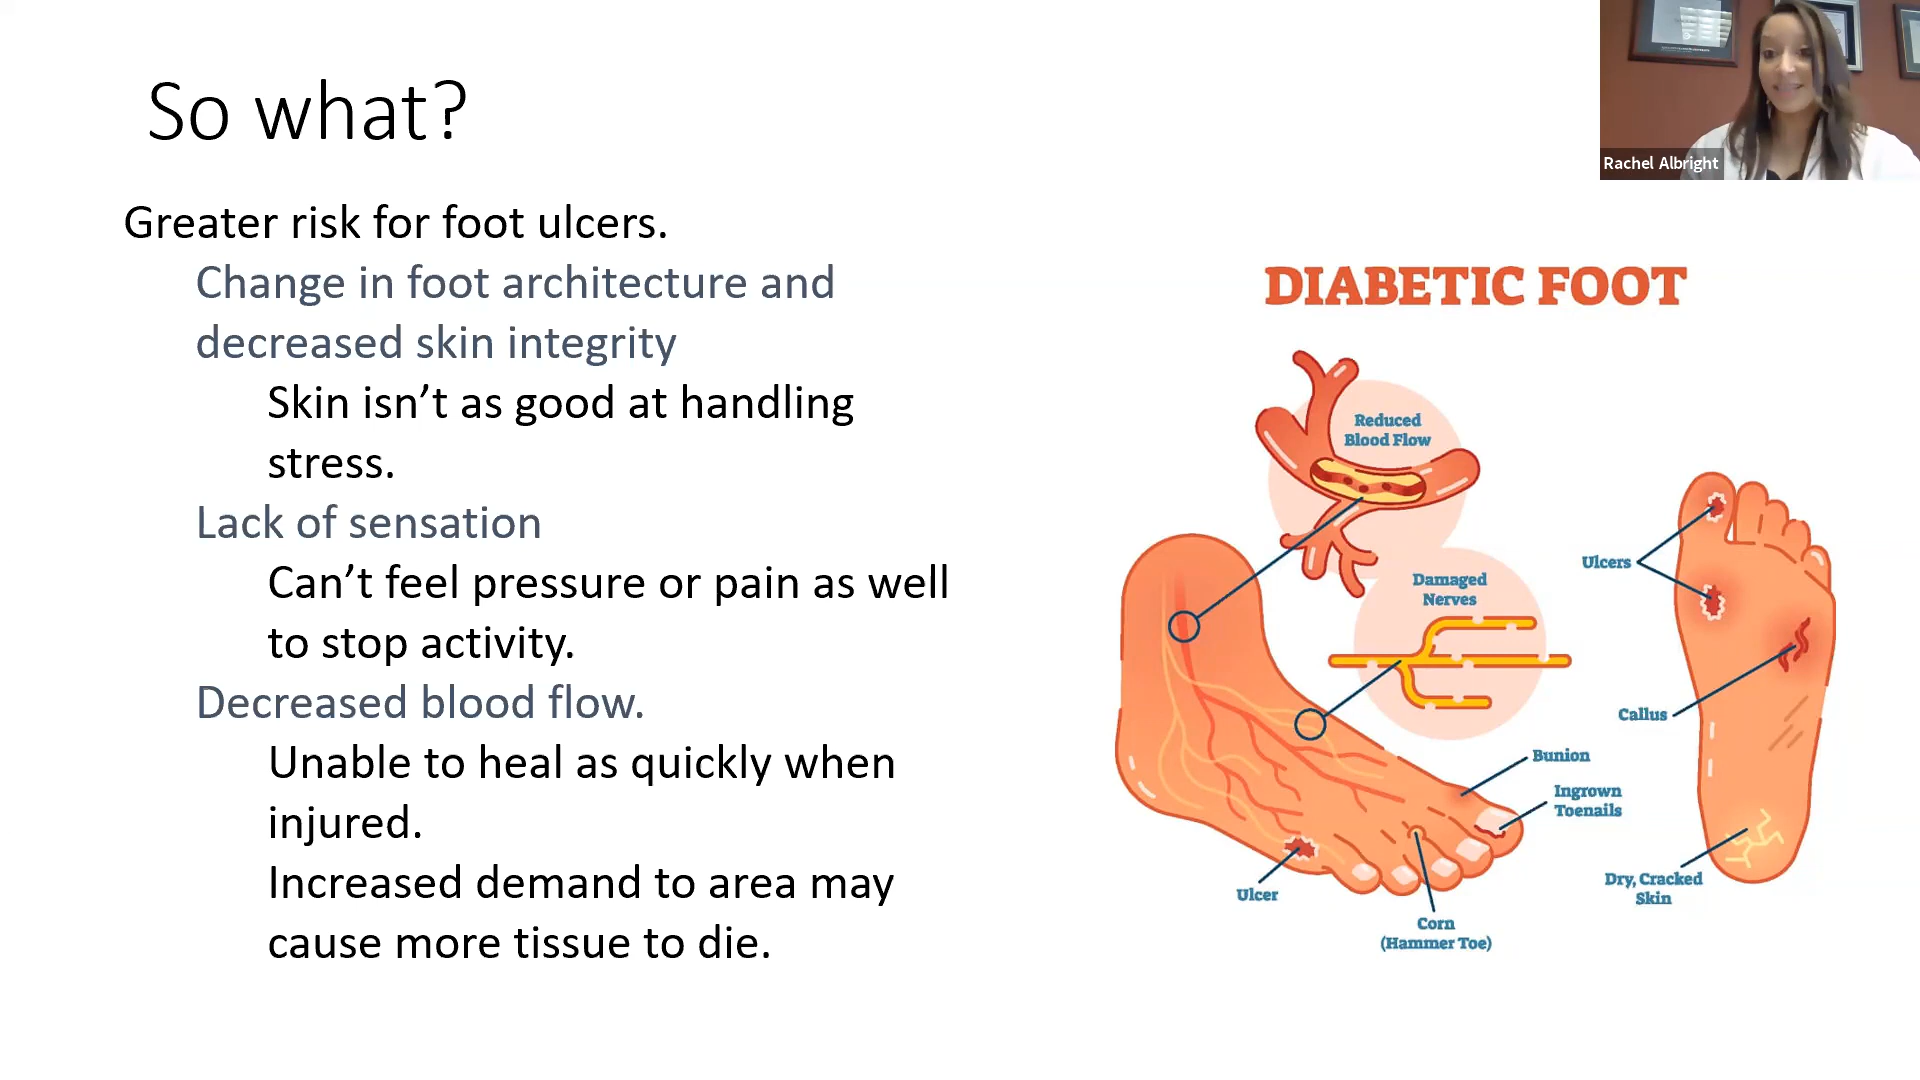 So what?
Rachel Albright
Greater risk for foot ulcers.
Change in foot architecture and
decreased skin integrity
Skin isn’t as good at handling
stress.
Lack of sensation
Can’t feel pressure or pain as well
to stop activity.
Decreased blood flow.
Unable to heal as quickly when
injured.
Increased demand to area may
cause more tissue to die.
DIABETIC FOOT
Reduced
Blood Flow
Damaged
Nerves
Ulcers
Callus
Bunion
Ingrown
Toenails
Dry, Cracked
Skin
Ulcer
Corn
(Hammer Toe)